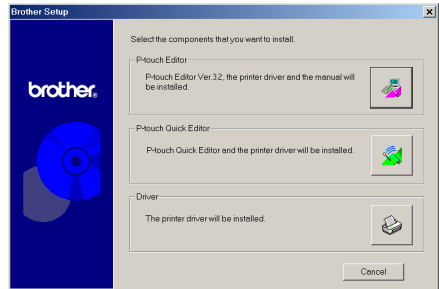 Brother Setup
Select the components that you want to install.
P-touch Editor
P-touch Editor Ver.3.2, the printer driver and the manual will
be installed.
brother®
P-touch Quick Editor
P-touch Quick Editor and the printer driver will be installed.
Driver
The printer driver will be installed.
Cancel